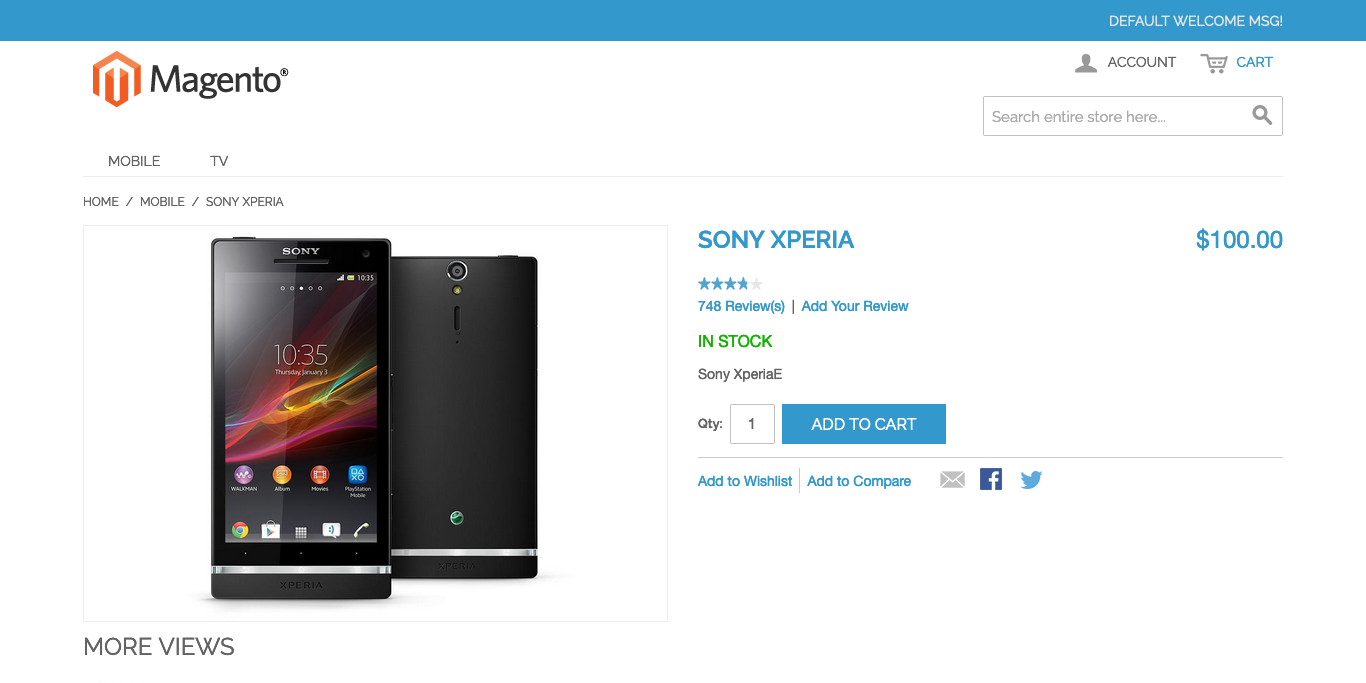 DEFAULT WELCOME MSG!
Magento®
ACCOUNT
CART
Search entire store here...
MOBILE
TV
HOME / MOBILE / SONY XPERIA
SONY
10:35
10:35
Thursday, January 3
WALKMAN
Album
Movies
PlayStation
Mobile
XPERIA
XPERIA
SONY XPERIA
$100.00
748 Review(s) | Add Your Review
IN STOCK
Sony XperiaE
Qty:
1
ADD TO CART
Add to Wishlist
Add to Compare
MORE VIEWS